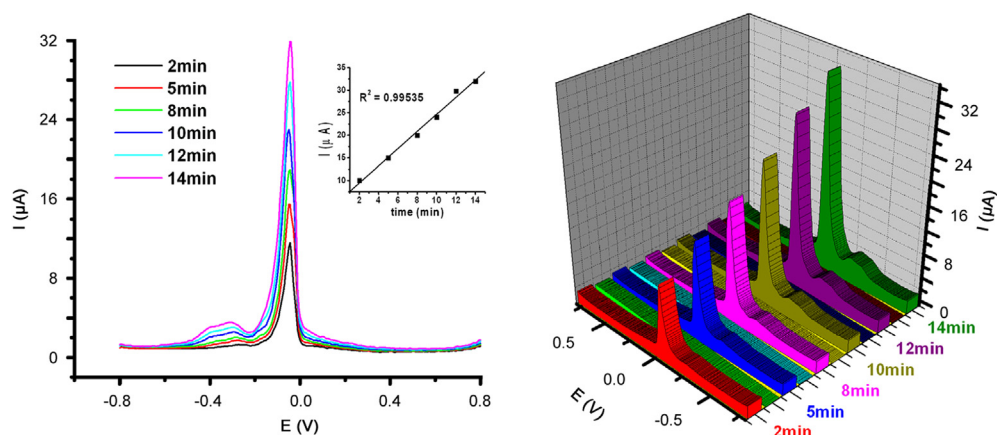 32
24
16
8
0
I (μA)
2min
5min
8min
10min
12min
14min
35
30
25
20
15
10
I (μ A)
R² = 0.99535
2 4 6 8 10 12 14
time (min)
-0.8 -0.4 0.0 0.4 0.8
E (V)
32
24
16
8
0
I (μA)
0.5
0.0
-0.5
E (V)
14min
12min
10min
8min
5min
2min